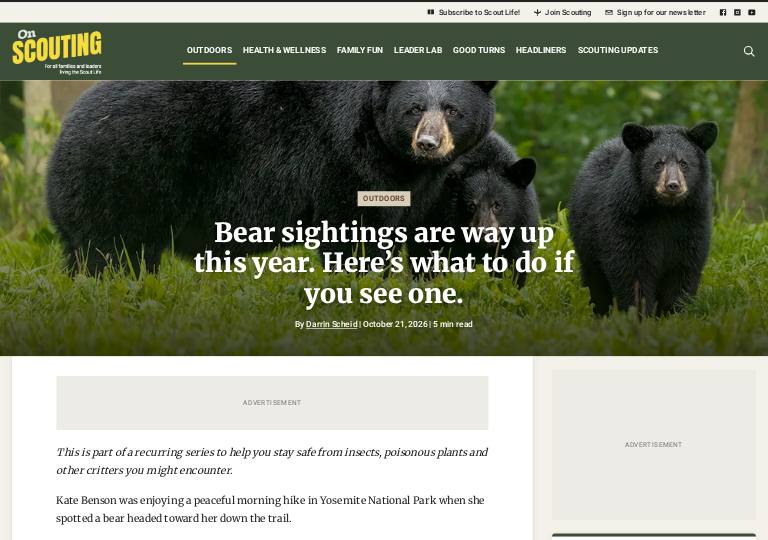 Subscribe to Scout Life!
Join Scouting
Sign up for our newsletter
On
SCOUTING
For all families and leaders
living the Scout Life
OUTDOORS
HEALTH & WELLNESS
FAMILY FUN
LEADER LAB
GOOD TURNS
HEADLINERS
SCOUTING UPDATES
OUTDOORS
Bear sightings are way up
this year. Here's what to do if
you see one.
By Darrin Scheid | October 21, 2026 | 5 min read
ADVERTISEMENT
This is part of a recurring series to help you stay safe from insects, poisonous plants and
other critters you might encounter.
Kate Benson was enjoying a peaceful morning hike in Yosemite National Park when she
spotted a bear headed toward her down the trail.
ADVERTISEMENT